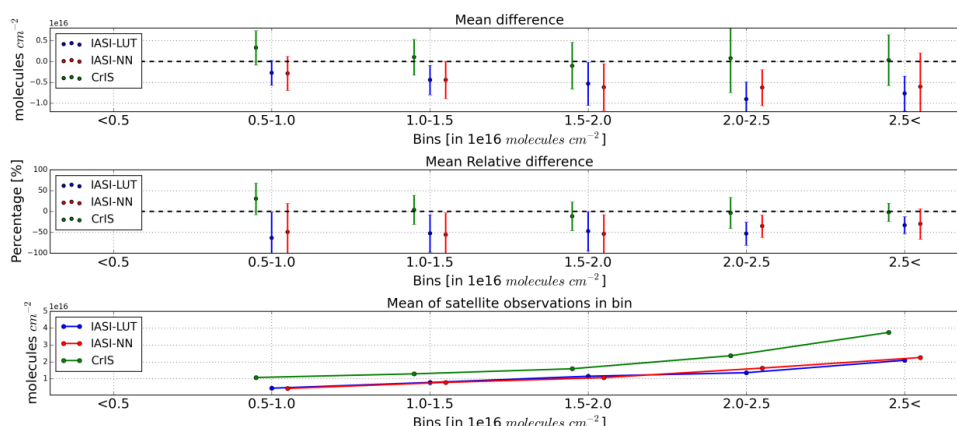 Mean difference
1e16
molecules cm⁻²
0.5
0.0
−0.5
−1.0
IASI-LUT
IASI-NN
CrIS
<0.5 0.5-1.0 1.0-1.5 1.5-2.0 2.0-2.5 2.5<
Bins [in 1e16 molecules cm⁻²]
Mean Relative difference
Percentage [%]
100
50
0
−50
−100
IASI-LUT
IASI-NN
CrIS
<0.5 0.5-1.0 1.0-1.5 1.5-2.0 2.0-2.5 2.5<
Bins [in 1e16 molecules cm⁻²]
Mean of satellite observations in bin
1e16
molecules cm⁻²
5
4
3
2
1
IASI-LUT
IASI-NN
CrIS
<0.5 0.5-1.0 1.0-1.5 1.5-2.0 2.0-2.5 2.5<
Bins [in 1e16 molecules cm⁻²]